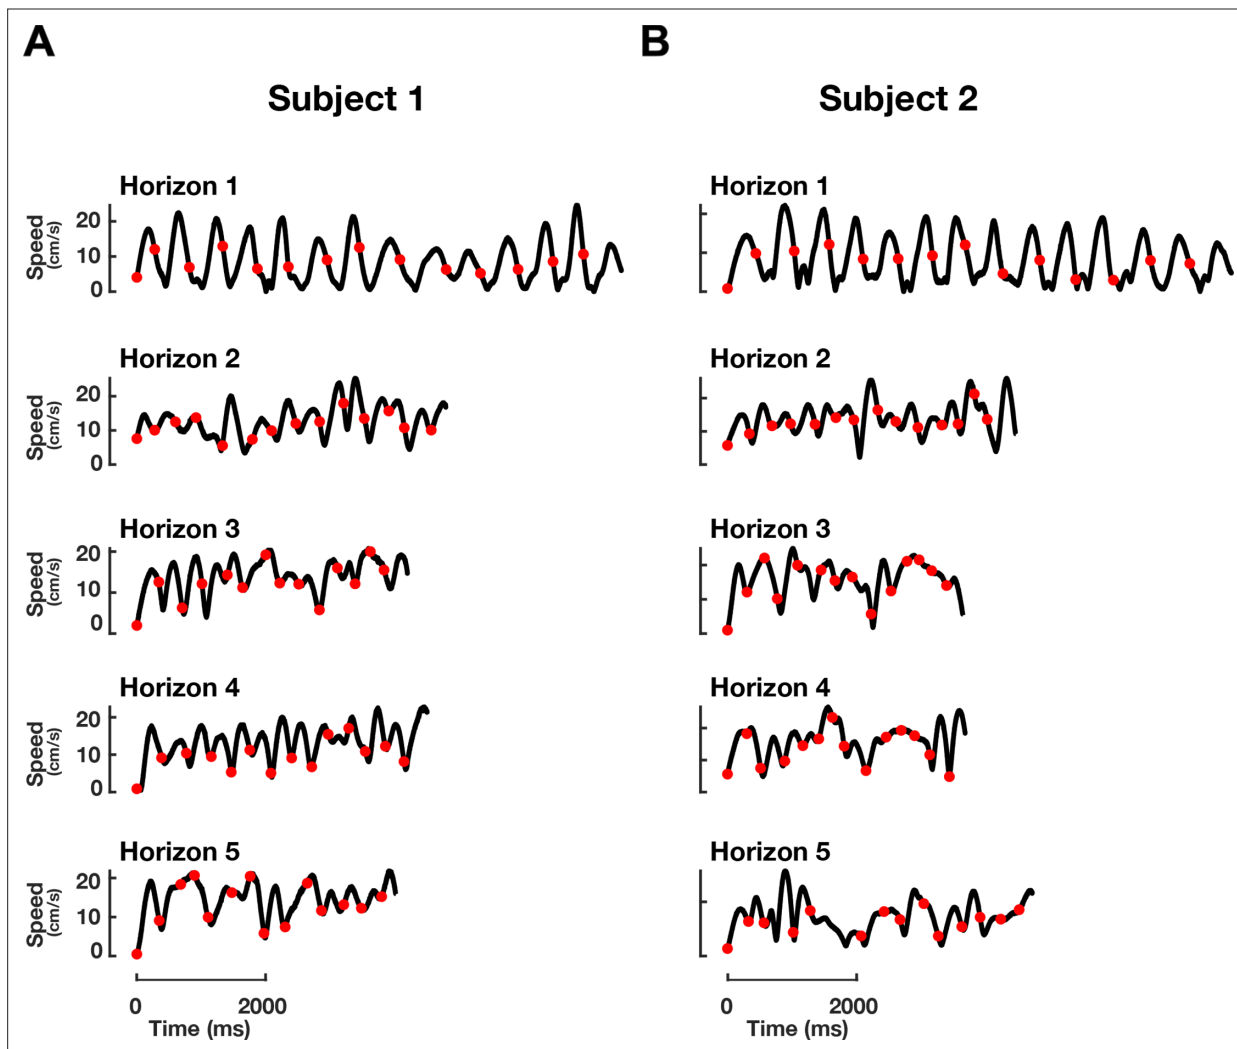 A
B
Subject 1
Subject 2
Horizon 1
Horizon 1
Speed
(cm/s)
20
10
0
Horizon 2
Horizon 2
Speed
(cm/s)
20
10
0
Horizon 3
Horizon 3
Speed
(cm/s)
20
10
0
Horizon 4
Horizon 4
Speed
(cm/s)
20
10
0
Horizon 5
Horizon 5
Speed
(cm/s)
20
10
0
0
2000
0
2000
Time (ms)
Time (ms)